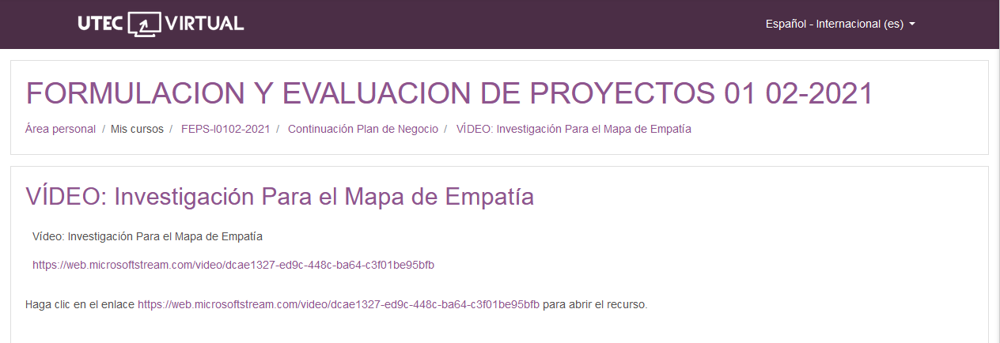 UTEC VIRTUAL
Español - Internacional (es)
FORMULACION Y EVALUACION DE PROYECTOS 01 02-2021
Área personal / Mis cursos / FEPS-I0102-2021 / Continuación Plan de Negocio / VÍDEO: Investigación Para el Mapa de Empatía
VÍDEO: Investigación Para el Mapa de Empatía
Vídeo: Investigación Para el Mapa de Empatía
https://web.microsoftstream.com/video/dcae1327-ed9c-448c-ba64-c3f01be95bfb
Haga clic en el enlace https://web.microsoftstream.com/video/dcae1327-ed9c-448c-ba64-c3f01be95bfb para abrir el recurso.